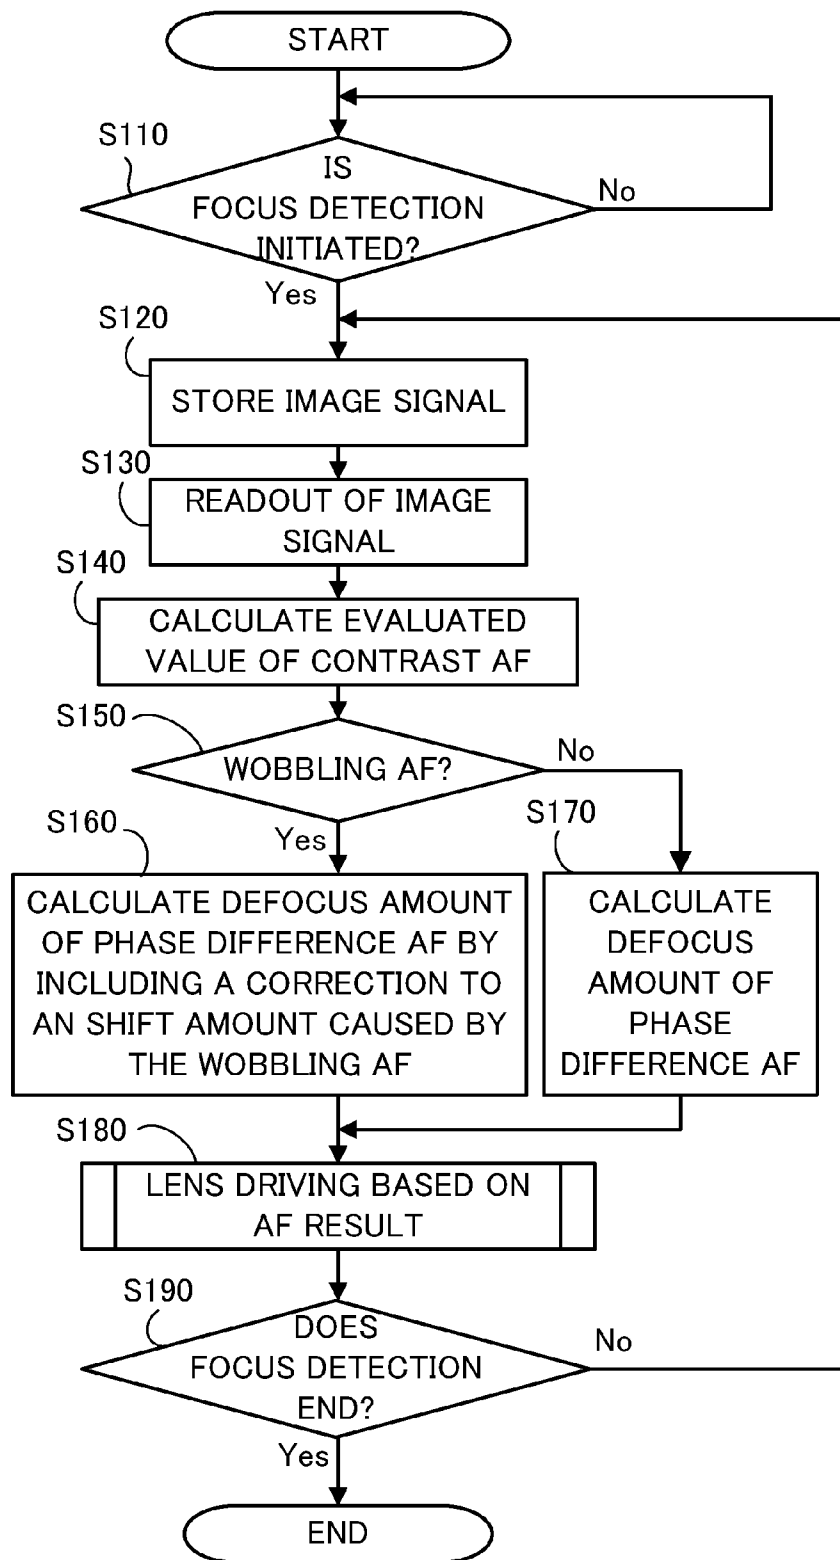 START
S110
IS
FOCUS DETECTION
INITIATED?
No
Yes
S120
STORE IMAGE SIGNAL
S130
READOUT OF IMAGE
SIGNAL
S140
CALCULATE EVALUATED
VALUE OF CONTRAST AF
S150
WOBBLING AF?
No
Yes
S160
CALCULATE DEFOCUS AMOUNT
OF PHASE DIFFERENCE AF BY
INCLUDING A CORRECTION TO
AN SHIFT AMOUNT CAUSED BY
THE WOBBLING AF
S170
CALCULATE
DEFOCUS
AMOUNT OF
PHASE
DIFFERENCE AF
S180
LENS DRIVING BASED ON
AF RESULT
S190
DOES
FOCUS DETECTION
END?
No
Yes
END